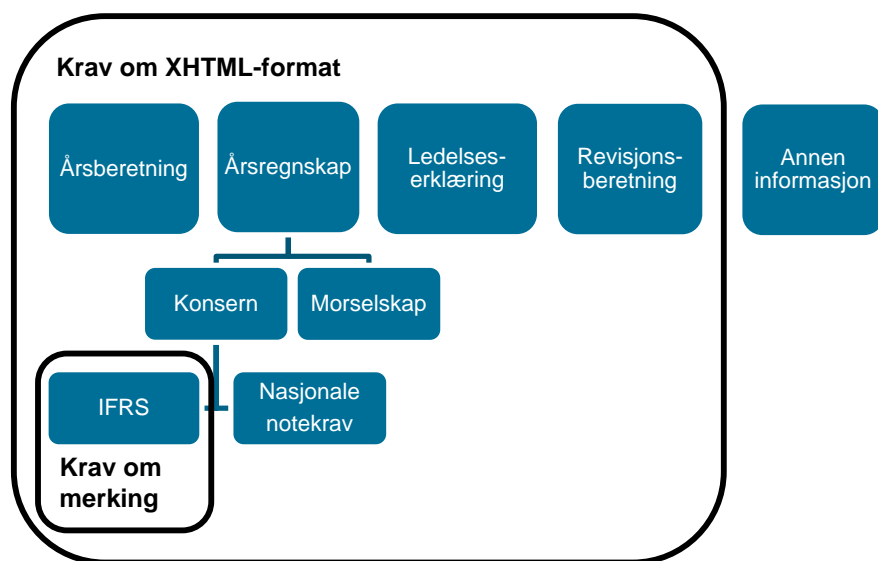 Krav om XHTML-format
Årsberetning
Årsregnskap
Ledelses-
erklæring
Revisjons-
beretning
Annen
informasjon
Konsern
Morselskap
IFRS
Nasjonale
notekrav
Krav om
merking